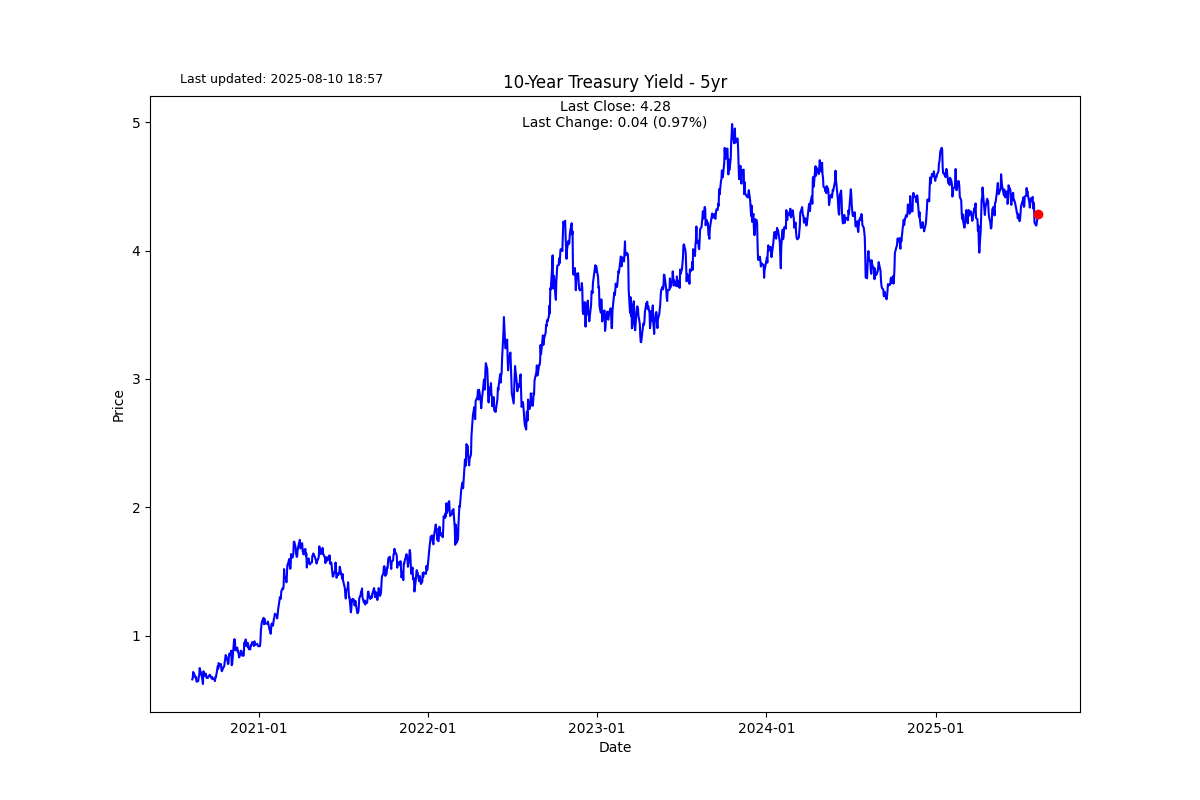 Last updated: 2025-08-10 18:57
10-Year Treasury Yield - 5yr
Last Close: 4.28
Last Change: 0.04 (0.97%)
5
4
3
2
1
Price
2021-01
2022-01
2023-01
2024-01
2025-01
Date